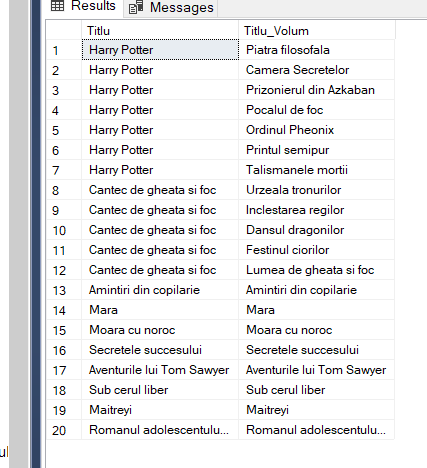 Results Messages
Titlu Titlu_Volum
1 Harry Potter Piatra filosofala
2 Harry Potter Camera Secretelor
3 Harry Potter Prizonierul din Azkaban
4 Harry Potter Pocalul de foc
5 Harry Potter Ordinul Pheonix
6 Harry Potter Printul semipur
7 Harry Potter Talismanele mortii
8 Cantec de gheata si foc Urzeala tronurilor
9 Cantec de gheata si foc Inclestarea regilor
10 Cantec de gheata si foc Dansul dragonilor
11 Cantec de gheata si foc Festinul ciorilor
12 Cantec de gheata si foc Lumea de gheata si foc
13 Amintiri din copilarie Amintiri din copilarie
14 Mara Mara
15 Moara cu noroc Moara cu noroc
16 Secretele succesului Secretele succesului
17 Aventurile lui Tom Sawyer Aventurile lui Tom Sawyer
18 Sub cerul liber Sub cerul liber
19 Maitreyi Maitreyi
20 Romanul adolescentulu... Romanul adolescentulu...